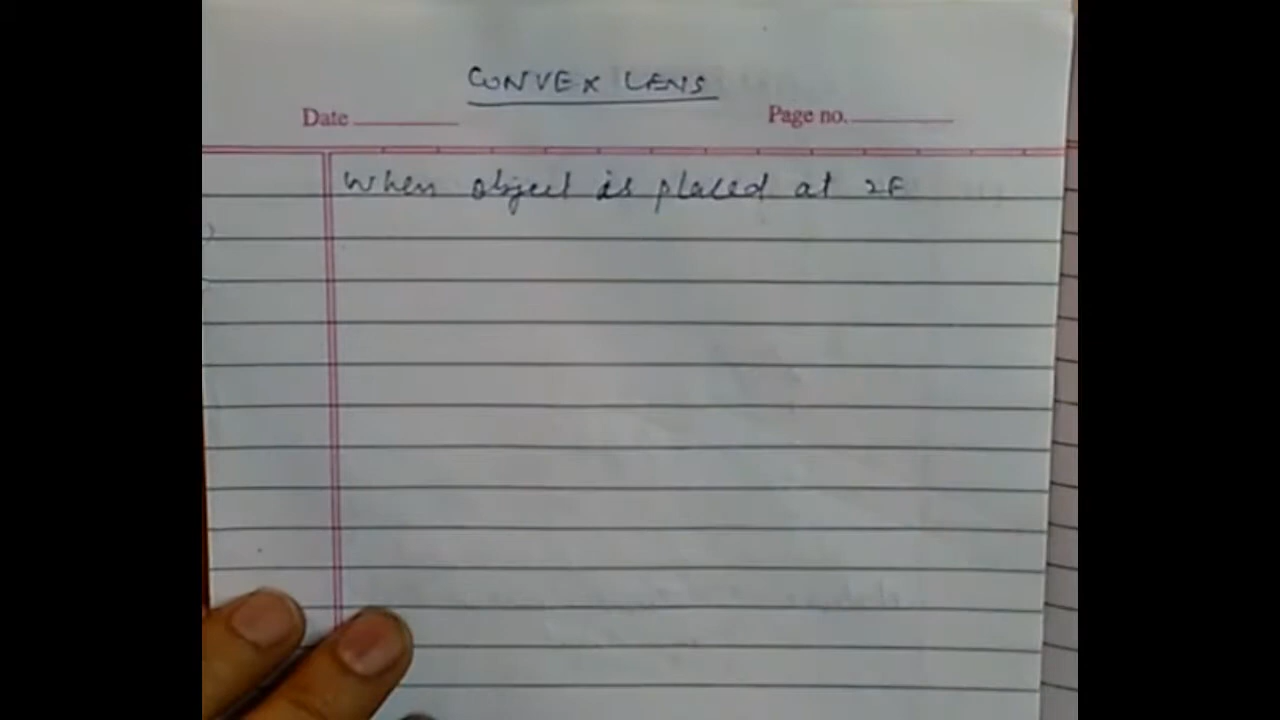 CONVEX LENS
Date
Page no.
When object is placed at 2F